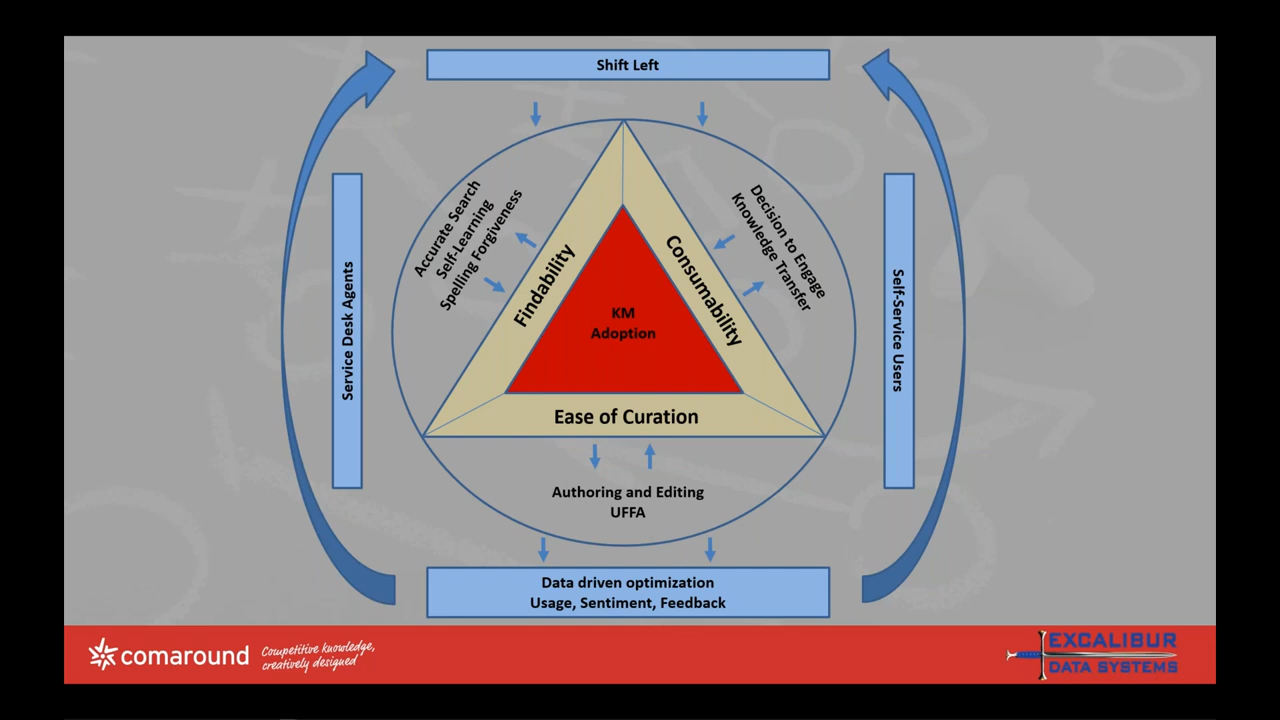 Shift Left
Accurate Search
Self-Learning
Spelling Forgiveness
Findability
Decision to Engage
Knowledge Transfer
Consumability
KM
Adoption
Service Desk Agents
Self-Service Users
Ease of Curation
Authoring and Editing
UFFA
Data driven optimization
Usage, Sentiment, Feedback
comaround
Competitive knowledge,
creatively designed
EXCALIBUR
DATA SYSTEMS